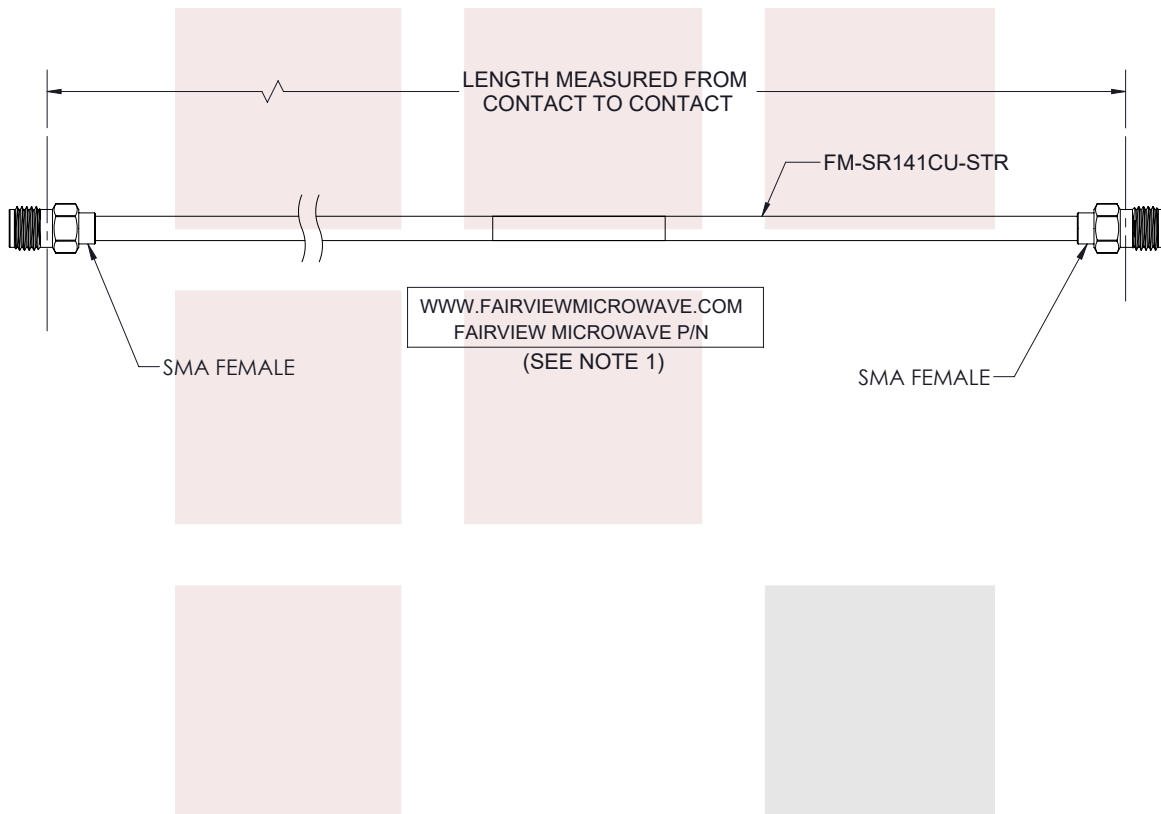 LENGTH MEASURED FROM
CONTACT TO CONTACT
FM-SR141CU-STR
WWW.FAIRVIEWMICROWAVE.COM
FAIRVIEW MICROWAVE P/N
(SEE NOTE 1)
SMA FEMALE
SMA FEMALE